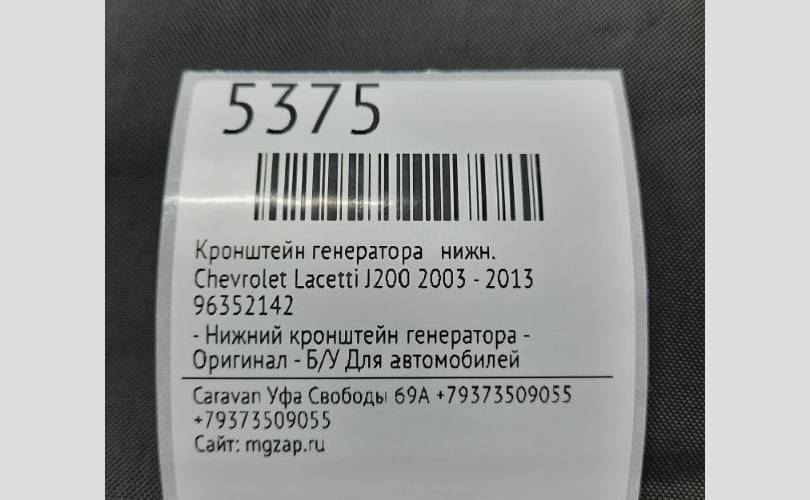 5375
Кронштейн генератора нижн.
Chevrolet Lacetti J200 2003 - 2013
96352142
- Нижний кронштейн генератора -
Оригинал - Б/У Для автомобилей
Caravan Уфа Свободы 69А +79373509055
+79373509055
Сайт: mgzap.ru